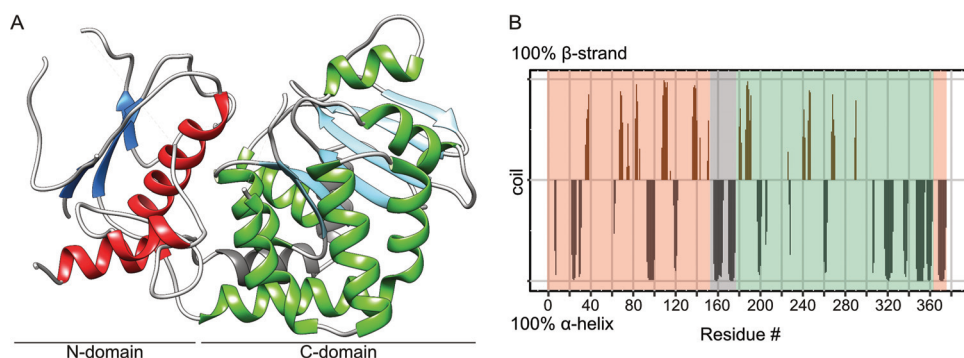 A
N-domain
C-domain
B
100% β-strand
coil
0 40 80 120 160 200 240 280 320 360
100% α-helix
Residue #